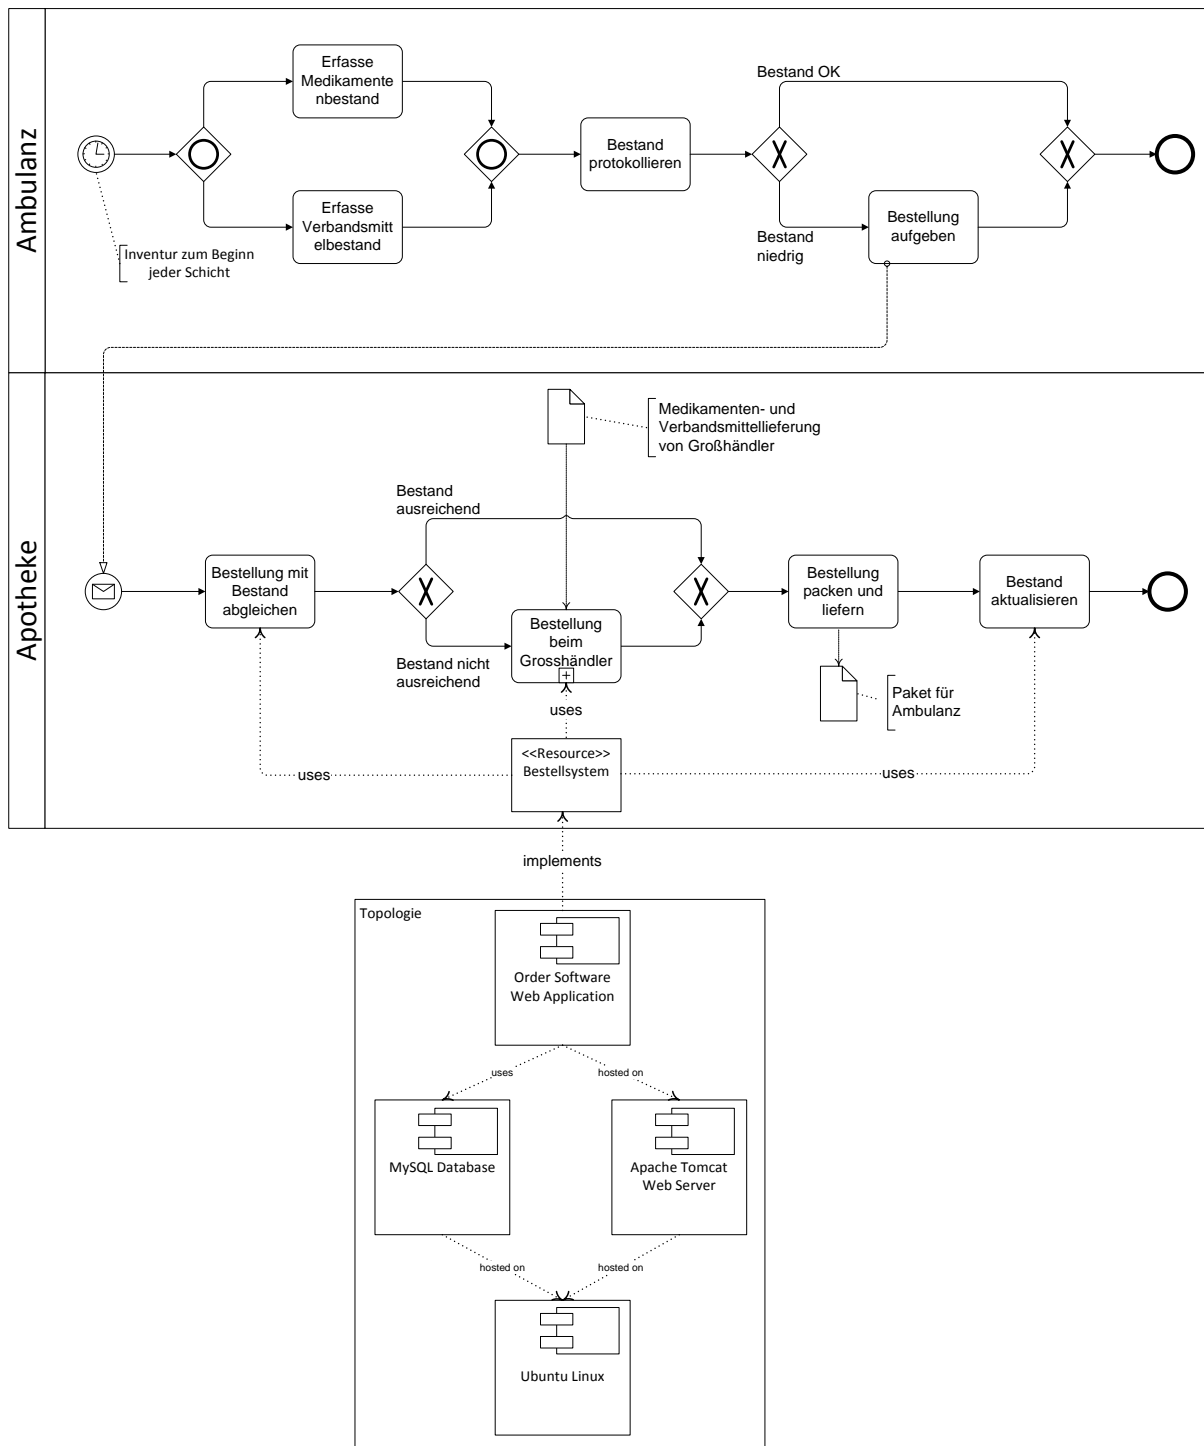 Ambulanz
Erfasse
Medikamente
nbestand
Erfasse
Verbandsmitt
elbestand
Inventur zum Beginn
jeder Schicht
Bestand
protokollieren
Bestand OK
Bestand
niedrig
Bestellung
aufgeben
Apotheke
Medikamenten- und
Verbandsmittellieferung
von Großhändler
Bestellung mit
Bestand
abgleichen
Bestand
ausreichend
Bestand nicht
ausreichend
Bestellung
beim
Grosshändler
Bestellung
packen und
liefern
Bestand
aktualisieren
Paket für
Ambulanz
uses
uses
uses
<<Resource>>
Bestellsystem
implements
Topologie
Order Software
Web Application
uses
hosted on
MySQL Database
Apache Tomcat
Web Server
hosted on
hosted on
Ubuntu Linux